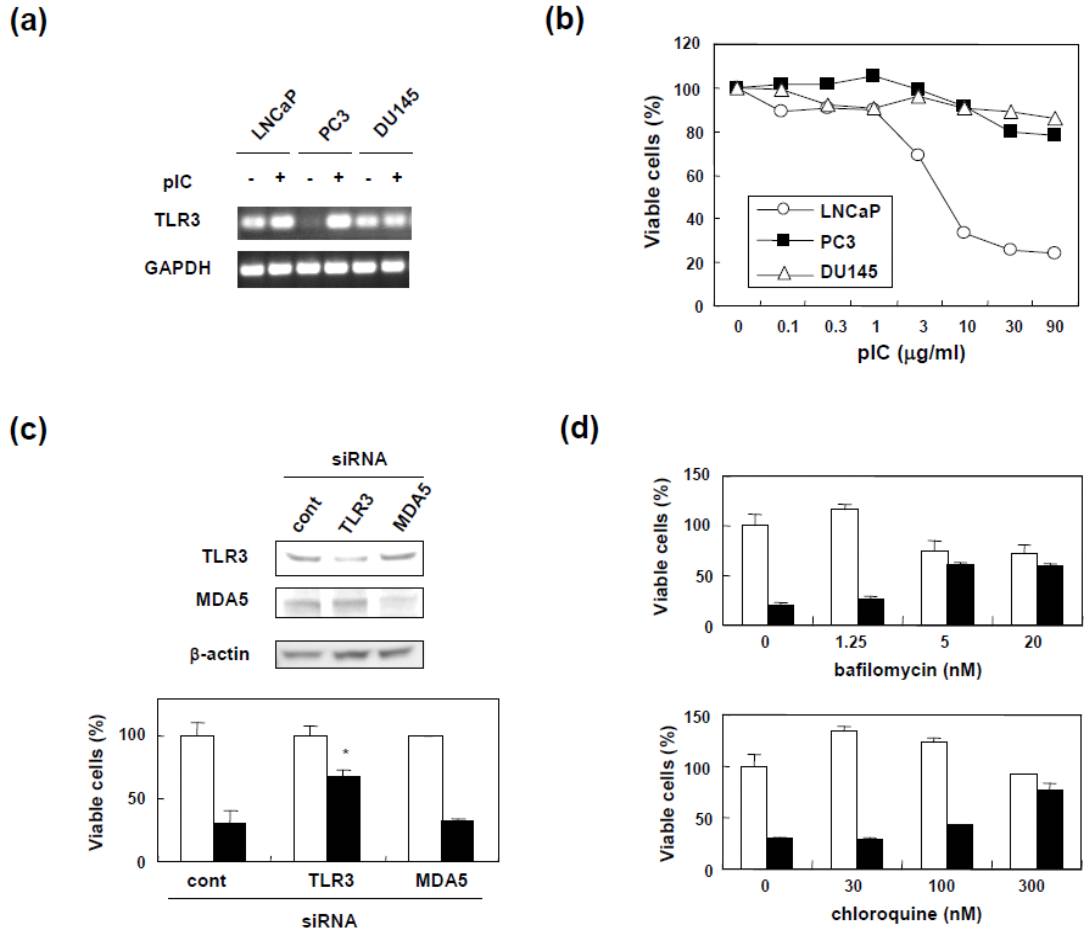 (a)
LNCaP PC3 DU145
pIC - + - + - +
TLR3
GAPDH
(b)
Viable cells (%)
120
100
80
60
40
20
0
LNCaP
PC3
DU145
0 0.1 0.3 1 3 10 30 90
pIC (μg/ml)
(c)
siRNA
cont TLR3 MDA5
TLR3
MDA5
β-actin
Viable cells (%)
100
50
0
*
cont TLR3 MDA5
siRNA
(d)
Viable cells (%)
150
100
50
0
0 1.25 5 20
bafilomycin (nM)
Viable cells (%)
150
100
50
0
0 30 100 300
chloroquine (nM)